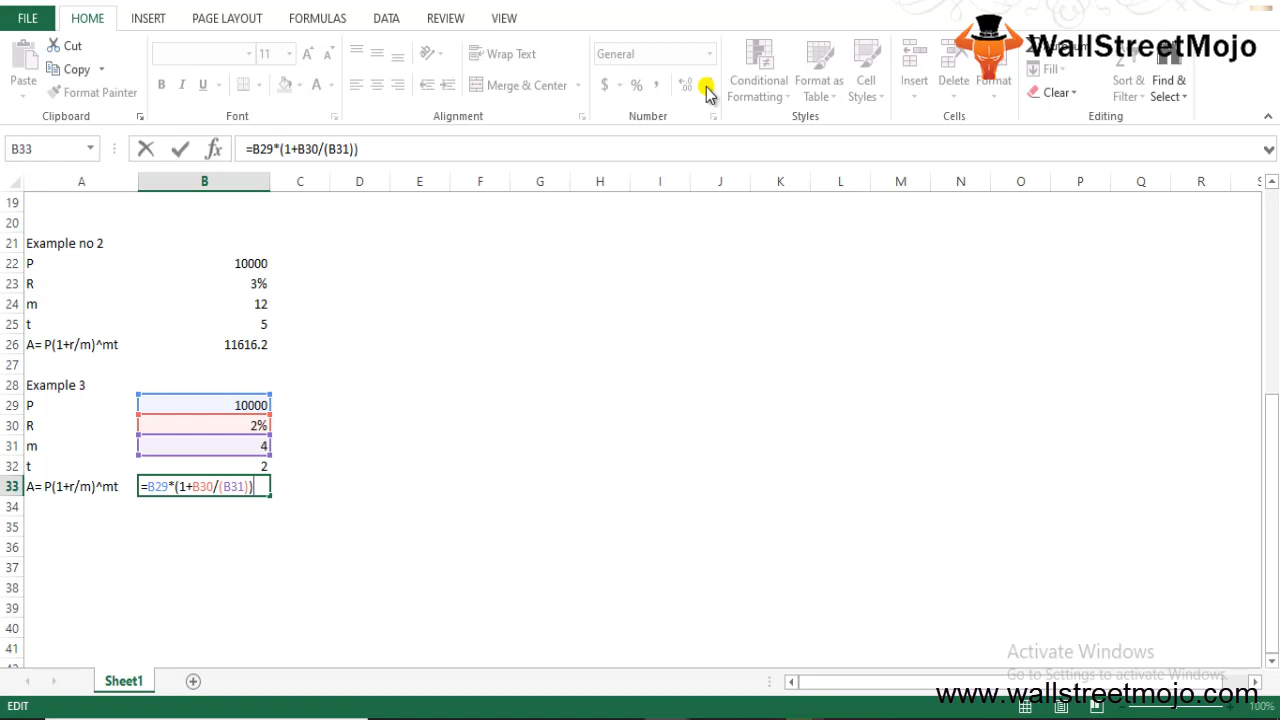 FILE HOME INSERT PAGE LAYOUT FORMULAS DATA REVIEW VIEW
WallStreetMojo
Cut
Copy
Format Painter
Paste
11 A A
B I U A
Wrap Text
Merge & Center
General
$ % ,
Conditional Formatting
Format as Table
Cell Styles
Insert Delete Format
Fill
Clear
Sort & Filter
Find & Select
Clipboard Font Alignment Number Styles Cells Editing
B33 fx =B29*(1+B30/(B31))
A B C D E F G H I J K L M N O P Q R S
19
20
21 Example no 2
22 P 10000
23 R 3%
24 m 12
25 t 5
26 A= P(1+r/m)^mt 11616.2
27
28 Example 3
29 P 10000
30 R 2%
31 m 4
32 t 2
33 A= P(1+r/m)^mt =B29*(1+B30/(B31))
34
35
36
37
38
39
40
41
Activate Windows
Go to Settings to activate Windows.
Sheet1
www.wallstreetmojo.com
EDIT 100%